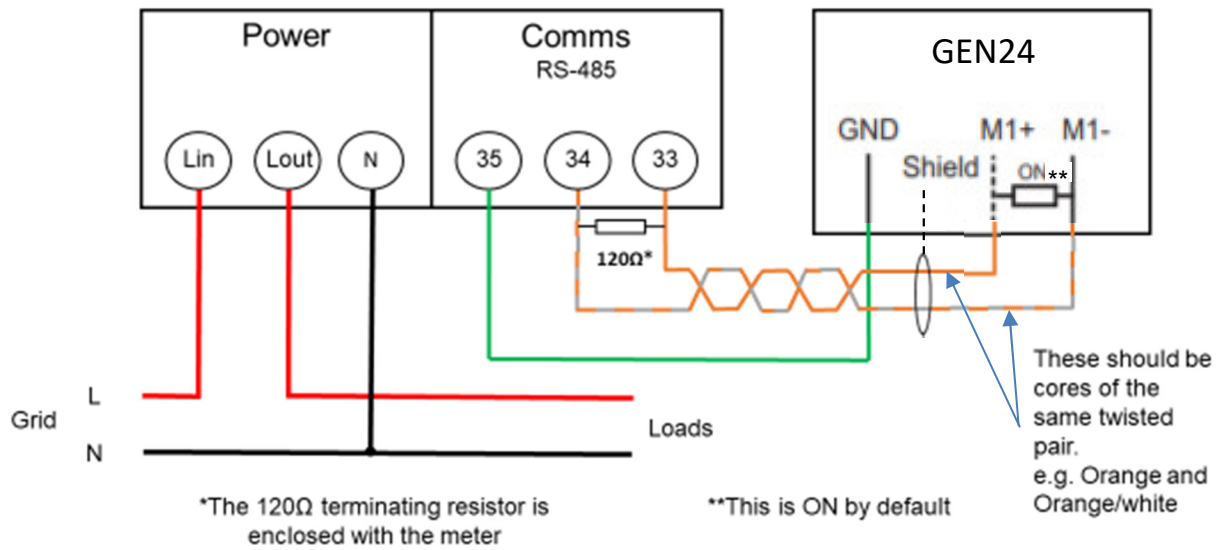 Power
Comms
RS-485
GEN24
GND
M1+
M1-
Shield
ON**
Lin
Lout
N
35
34
33
120Ω*
Grid
L
N
Loads
These should be
cores of the
same twisted
pair.
e.g. Orange and
Orange/white
*The 120Ω terminating resistor is
enclosed with the meter
**This is ON by default